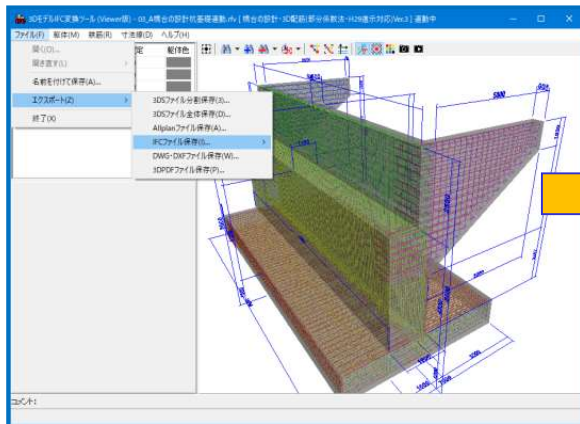 3DモデルIFC変換ツール (Viewer版) - 03_A橋台の設計杭基礎連動.rfv [ 橋台の設計・3D配筋(部分係数法・H29道示対応)Ver.3 ] 連動中
ファイル(F) 躯体(M) 鉄筋(R) 寸法線(D) ヘルプ(H)
開く(O)...
開き直す(L)
名前を付けて保存(A)...
エクスポート(Z)
終了(X)
定 躯体色
3DSファイル分割保存(3)...
3DSファイル全体保存(D)...
Allplanファイル保存(A)...
IFCファイル保存(I)...
DWG・DXFファイル保存(W)...
3DPDFファイル保存(P)...
コメント: